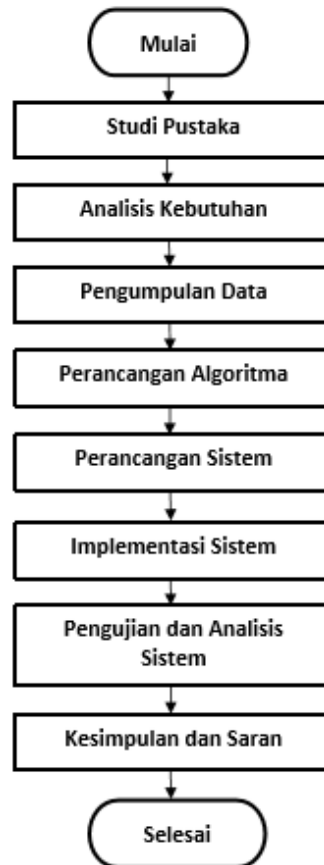 Mulai
Studi Pustaka
Analisis Kebutuhan
Pengumpulan Data
Perancangan Algoritma
Perancangan Sistem
Implementasi Sistem
Pengujian dan Analisis
Sistem
Kesimpulan dan Saran
Selesai